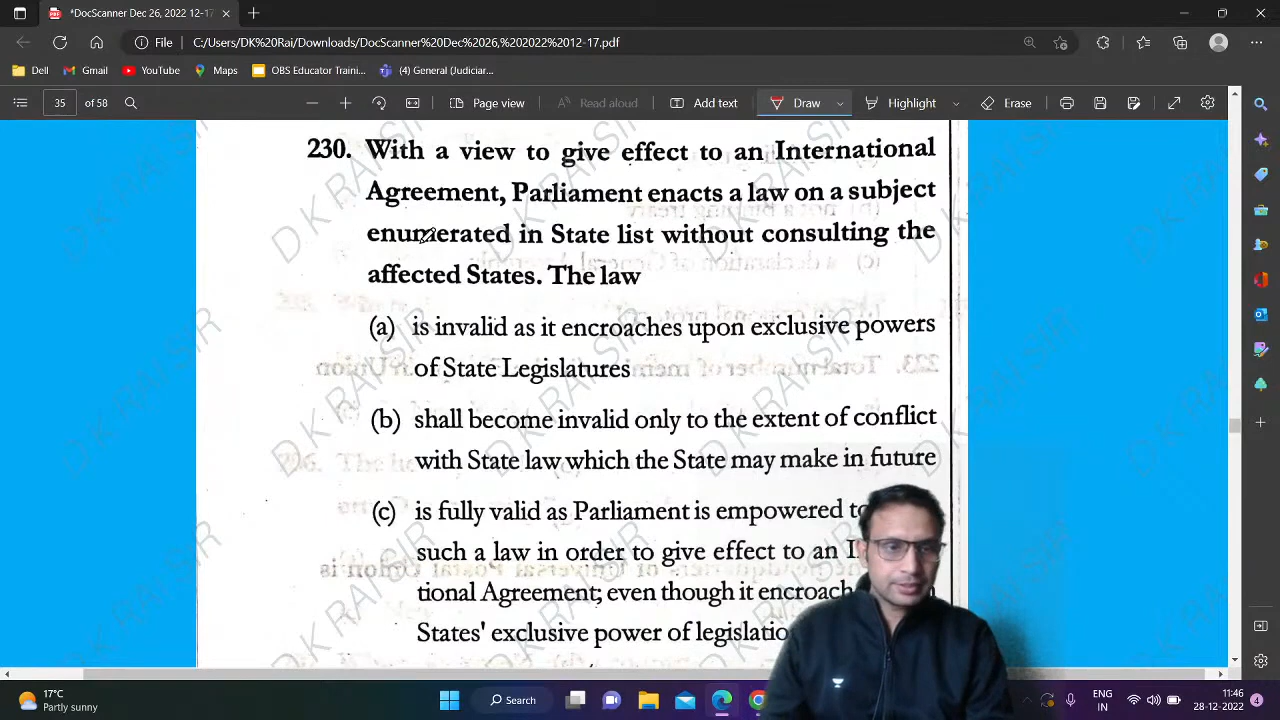 *DocScanner Dec 26, 2022 12-17
File
C:/Users/DK%20Rai/Downloads/DocScanner%20Dec%2026,%202022%2012-17.pdf
Dell
Gmail
YouTube
Maps
OBS Educator Traini...
(4) General (Judiciar...
35 of 58
Page view
Read aloud
Add text
Draw
Highlight
Erase
230. With a view to give effect to an International
Agreement, Parliament enacts a law on a subject
enumerated in State list without consulting the
affected States. The law
(a) is invalid as it encroaches upon exclusive powers
of State Legislatures
(b) shall become invalid only to the extent of conflict
with State law which the State may make in future
(c) is fully valid as Parliament is empowered to
such a law in order to give effect to an I
tional Agreement; even though it encroach
States' exclusive power of legislatio
D K RAI SIR
17°C
Partly sunny
Search
ENG
IN
11:46
28-12-2022
4